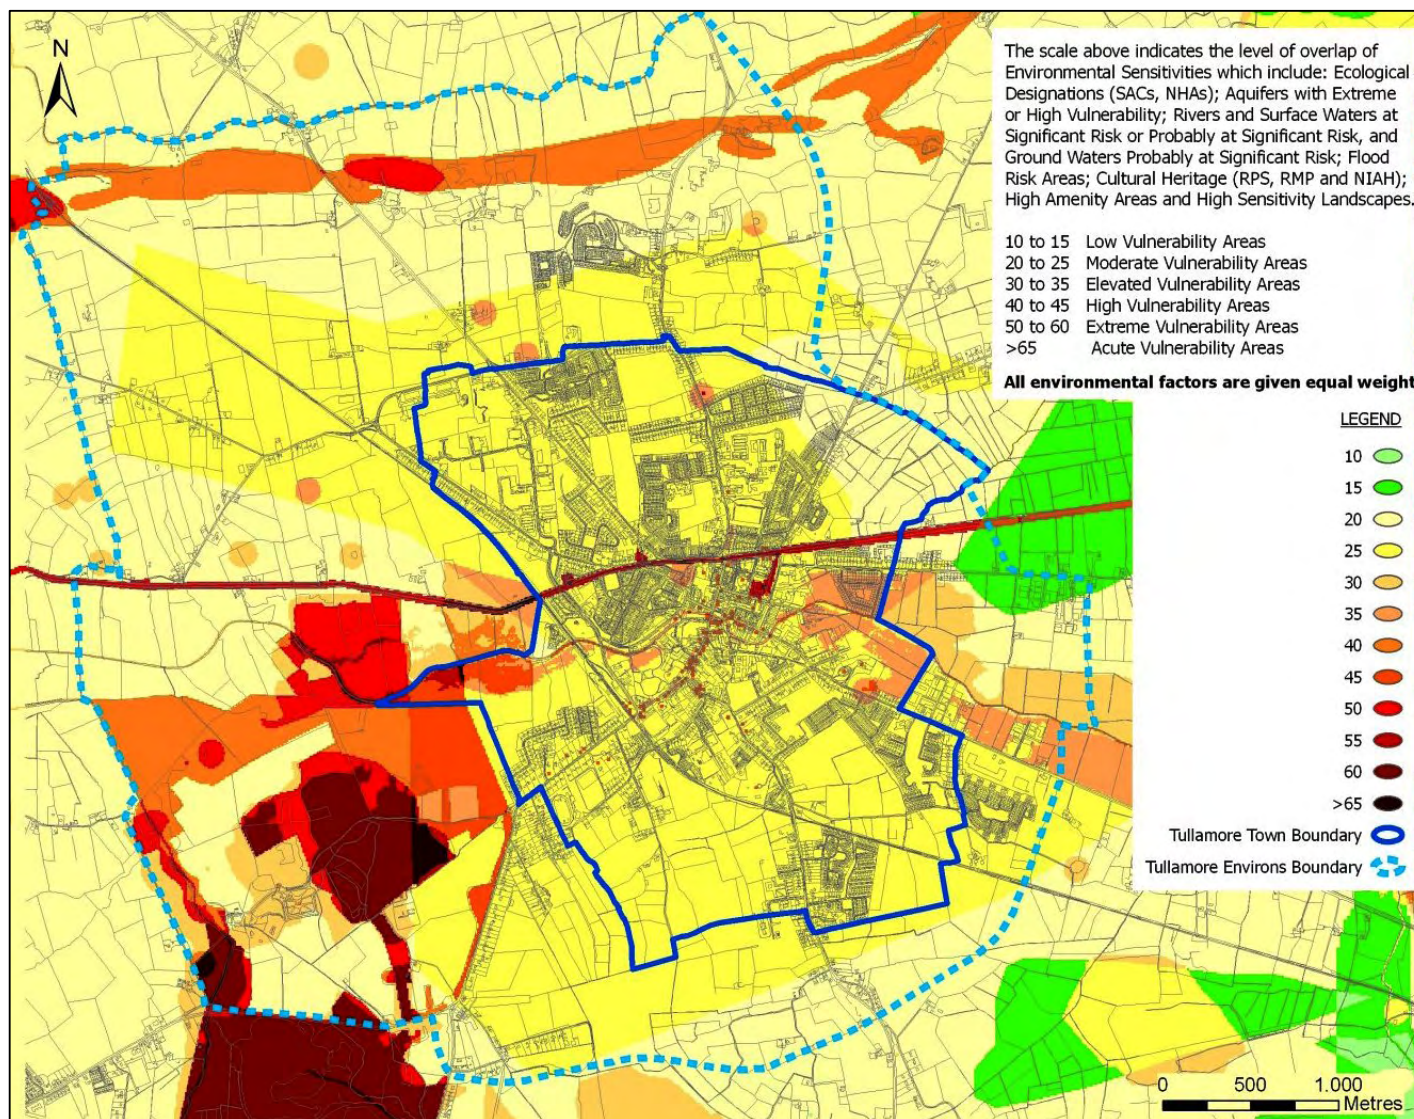 N
The scale above indicates the level of overlap of
Environmental Sensitivities which include: Ecological
Designations (SACs, NHAs); Aquifers with Extreme
or High Vulnerability; Rivers and Surface Waters at
Significant Risk or Probably at Significant Risk, and
Ground Waters Probably at Significant Risk; Flood
Risk Areas; Cultural Heritage (RPS, RMP and NIAH);
High Amenity Areas and High Sensitivity Landscapes.
10 to 15 Low Vulnerability Areas
20 to 25 Moderate Vulnerability Areas
30 to 35 Elevated Vulnerability Areas
40 to 45 High Vulnerability Areas
50 to 60 Extreme Vulnerability Areas
>65 Acute Vulnerability Areas
All environmental factors are given equal weight
LEGEND
10
15
20
25
30
35
40
45
50
55
60
>65
Tullamore Town Boundary
Tullamore Environs Boundary
0 500 1.000
Metres